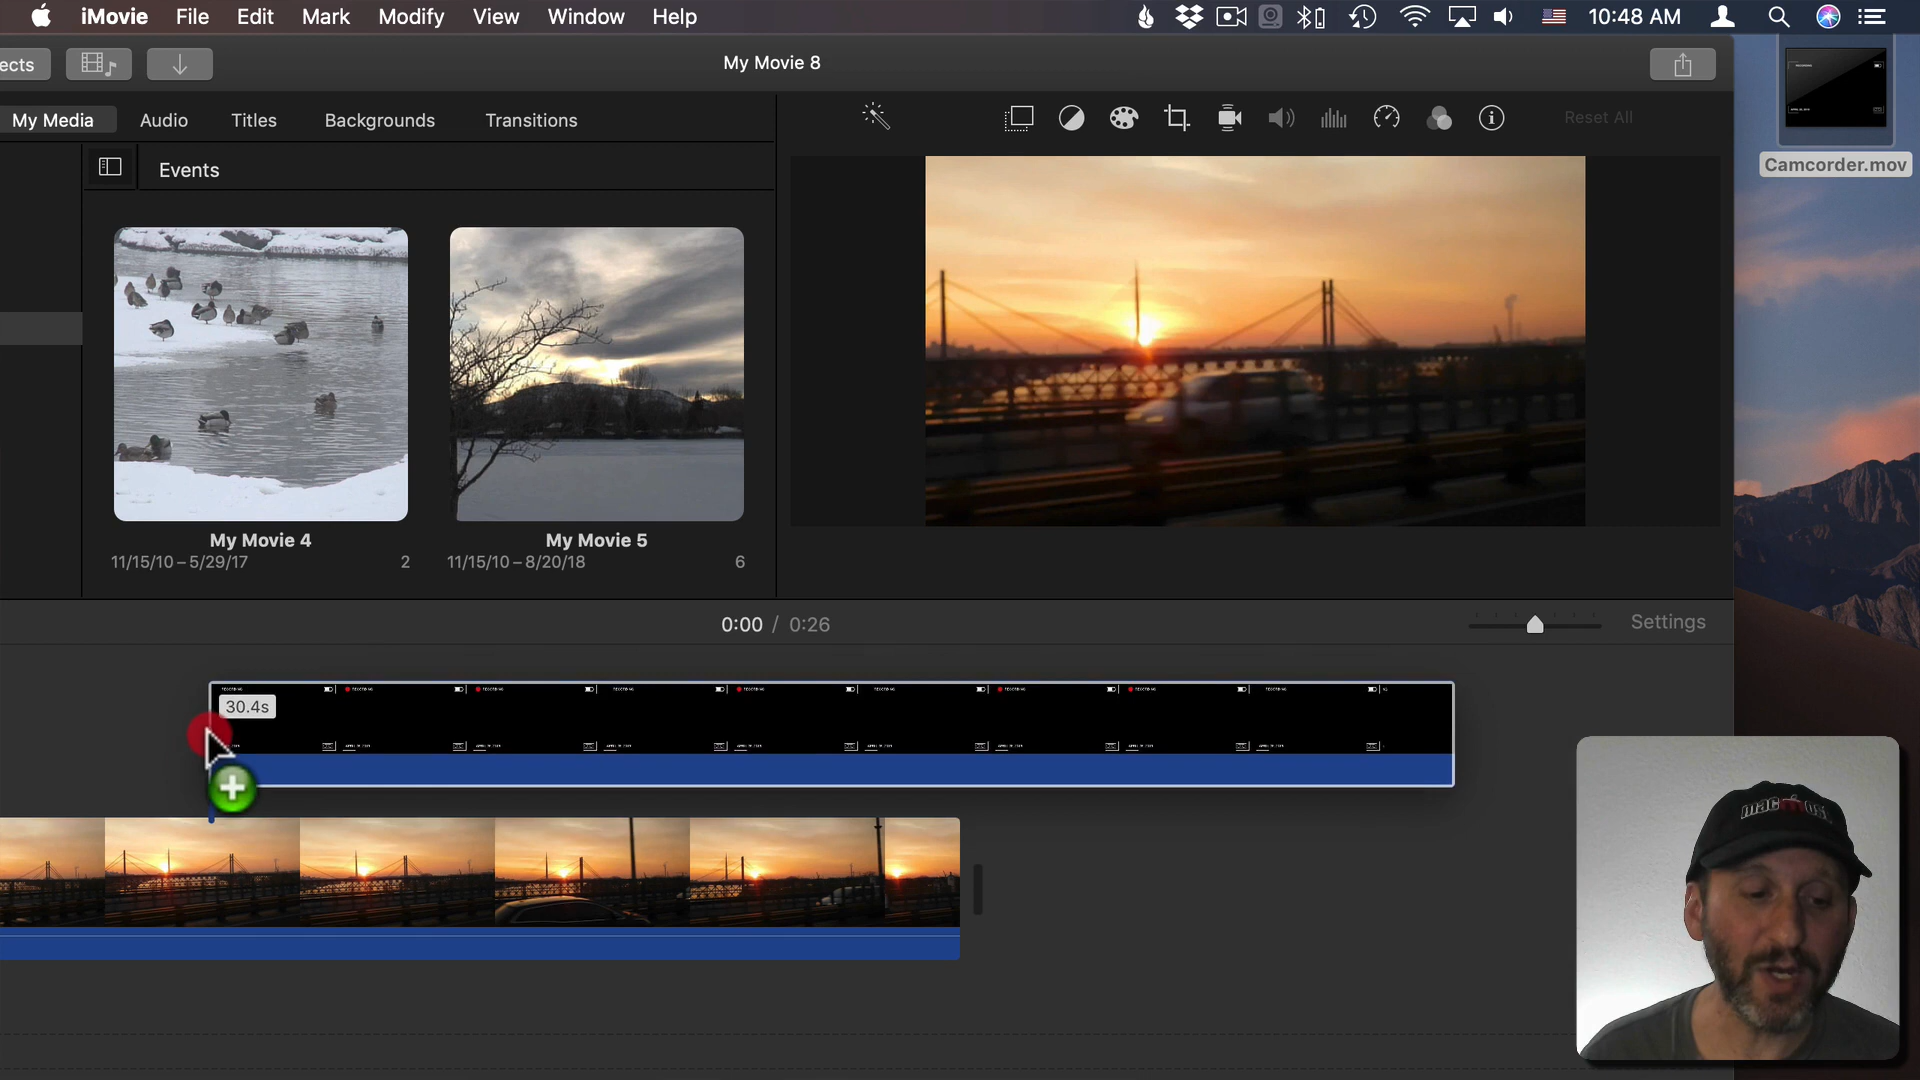 iMovie File Edit Mark Modify View Window Help 10:48 AM
ects My Movie 8
My Media Audio Titles Backgrounds Transitions Reset All
Camcorder.mov
Events
My Movie 4 My Movie 5
11/15/10 – 5/29/17 2 11/15/10 – 8/20/18 6
0:00 / 0:26 Settings
30.4s